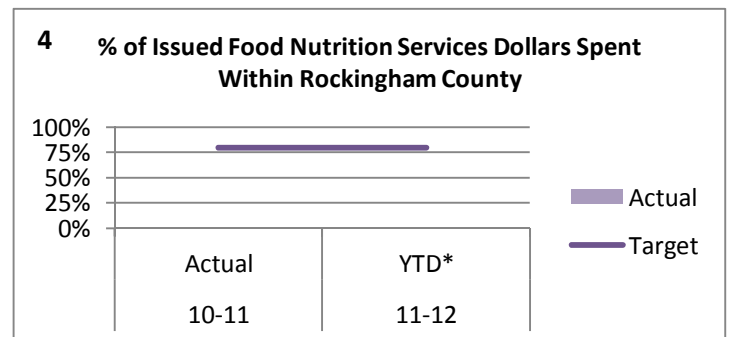 4
% of Issued Food Nutrition Services Dollars Spent
Within Rockingham County
100%
75%
50%
25%
0%
Actual
YTD*
10-11
11-12
Actual
Target